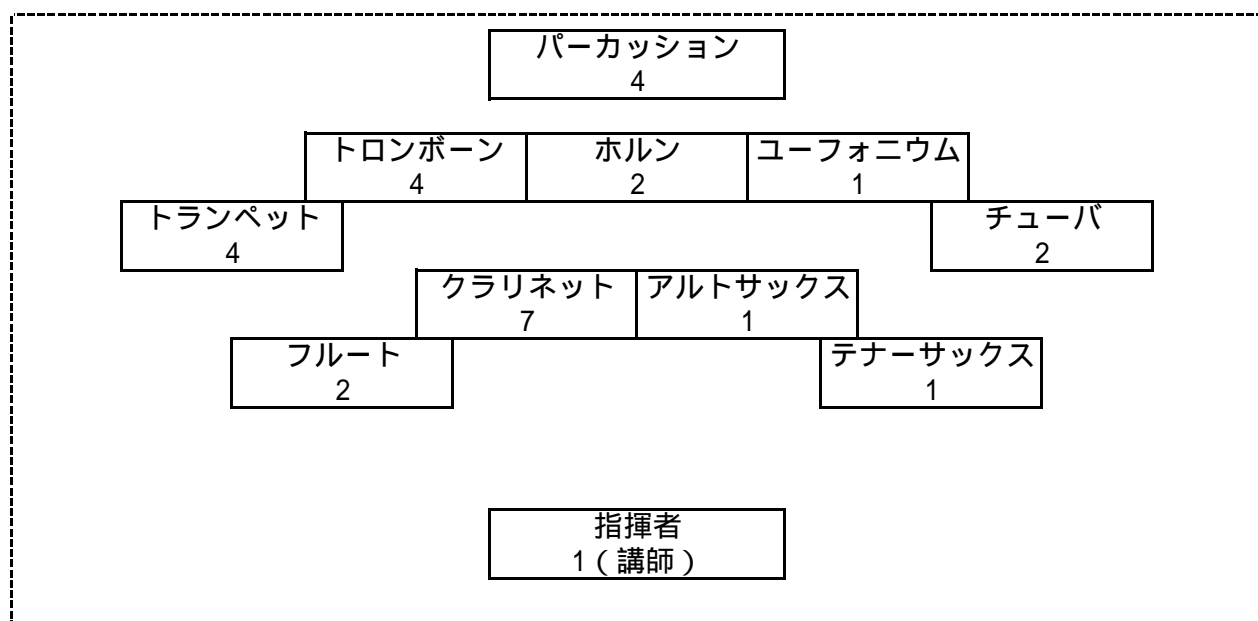 パーカッション
4
トロンボーン
4
ホルン
2
ユーフォニウム
1
トランペット
4
チューバ
2
クラリネット
7
アルトサックス
1
フルート
2
テナーサックス
1
指揮者
1(講師)